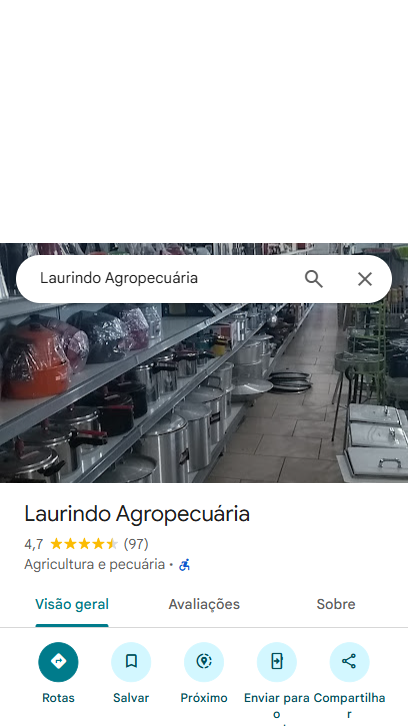 Laurindo Agropecuária
Laurindo Agropecuária
4,7 (97)
Agricultura e pecuária ·
Visão geral Avaliações Sobre
Rotas Salvar Próximo Enviar para o Compartilhar